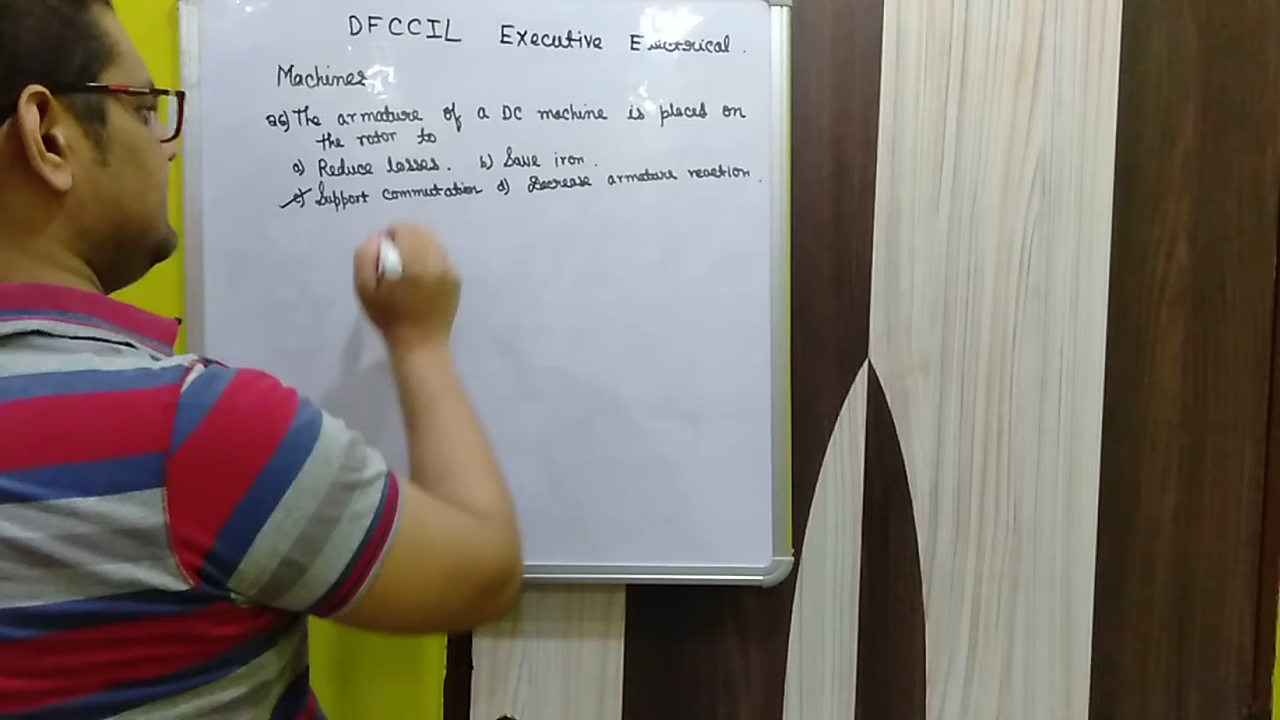 DFCCIL Executive Electrical.
Machines
Q6) The armature of a DC machine is placed on
the rotor to
a) Reduce losses. b) Save iron.
c) Support commutation d) Decrease armature reaction.